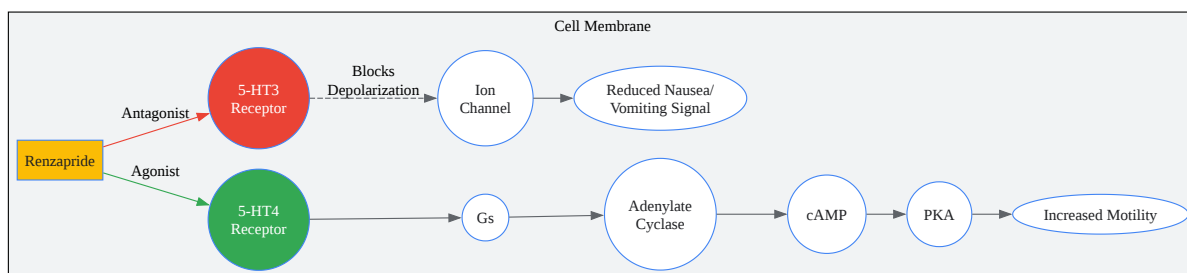 Cell Membrane
Renzapride
Antagonist
Agonist
5-HT3
Receptor
Blocks
Depolarization
Ion
Channel
Reduced Nausea/
Vomiting Signal
5-HT4
Receptor
Gs
Adenylate
Cyclase
cAMP
PKA
Increased Motility